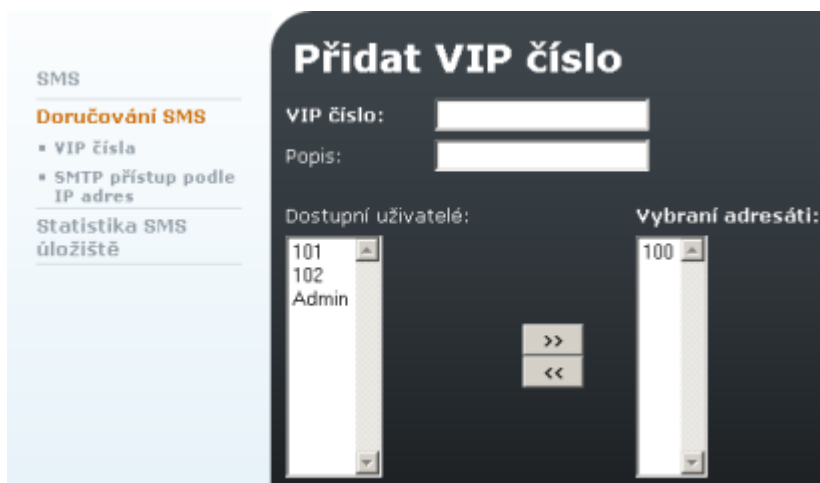 SMS
Doručování SMS
VIP čísla
SMTP přístup podle
IP adres
Statistika SMS
úložiště
Přidat VIP číslo
VIP číslo:
Popis:
Dostupní uživatelé:
101
102
Admin
>>
<<
Vybraní adresáti:
100